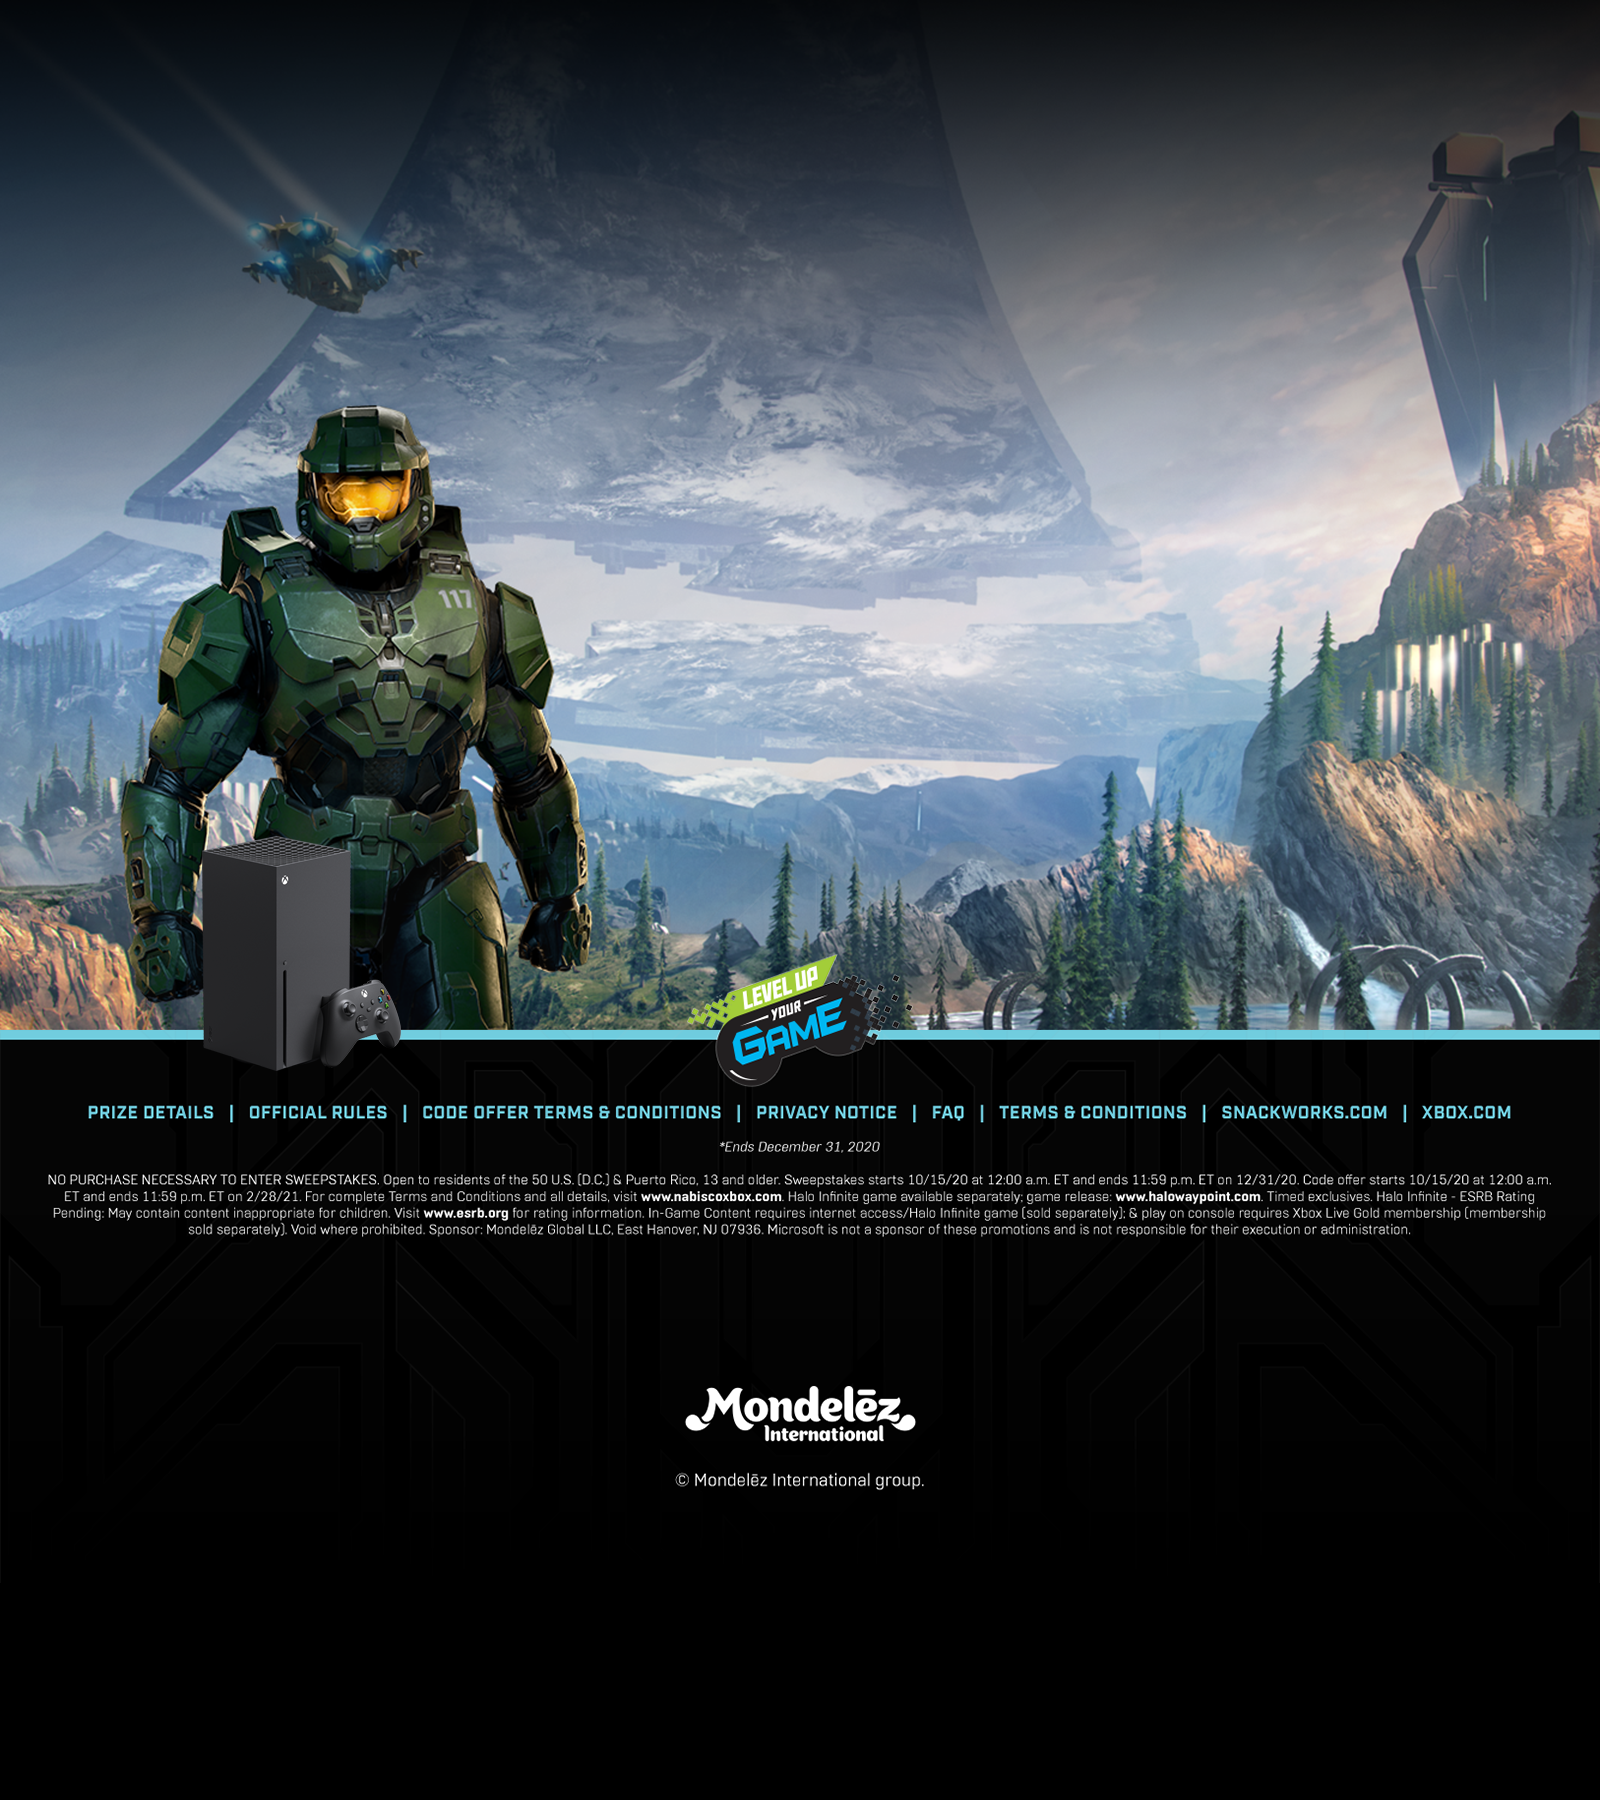 117
LEVEL UP
YOUR
GAME
PRIZE DETAILS | OFFICIAL RULES | CODE OFFER TERMS & CONDITIONS | PRIVACY NOTICE | FAQ | TERMS & CONDITIONS | SNACKWORKS.COM | XBOX.COM
*Ends December 31, 2020
NO PURCHASE NECESSARY TO ENTER SWEEPSTAKES. Open to residents of the 50 U.S. (D.C.) & Puerto Rico, 13 and older. Sweepstakes starts 10/15/20 at 12:00 a.m. ET and ends 11:59 p.m. ET on 12/31/20. Code offer starts 10/15/20 at 12:00 a.m.
ET and ends 11:59 p.m. ET on 2/28/21. For complete Terms and Conditions and all details, visit www.nabiscoxbox.com. Halo Infinite game available separately; game release: www.halowaypoint.com. Timed exclusives. Halo Infinite - ESRB Rating
Pending: May contain content inappropriate for children. Visit www.esrb.org for rating information. In-Game Content requires internet access/Halo Infinite game (sold separately); & play on console requires Xbox Live Gold membership (membership
sold separately). Void where prohibited. Sponsor: Mondelēz Global LLC, East Hanover, NJ 07936. Microsoft is not a sponsor of these promotions and is not responsible for their execution or administration.
Mondelēz
International
© Mondelēz International group.